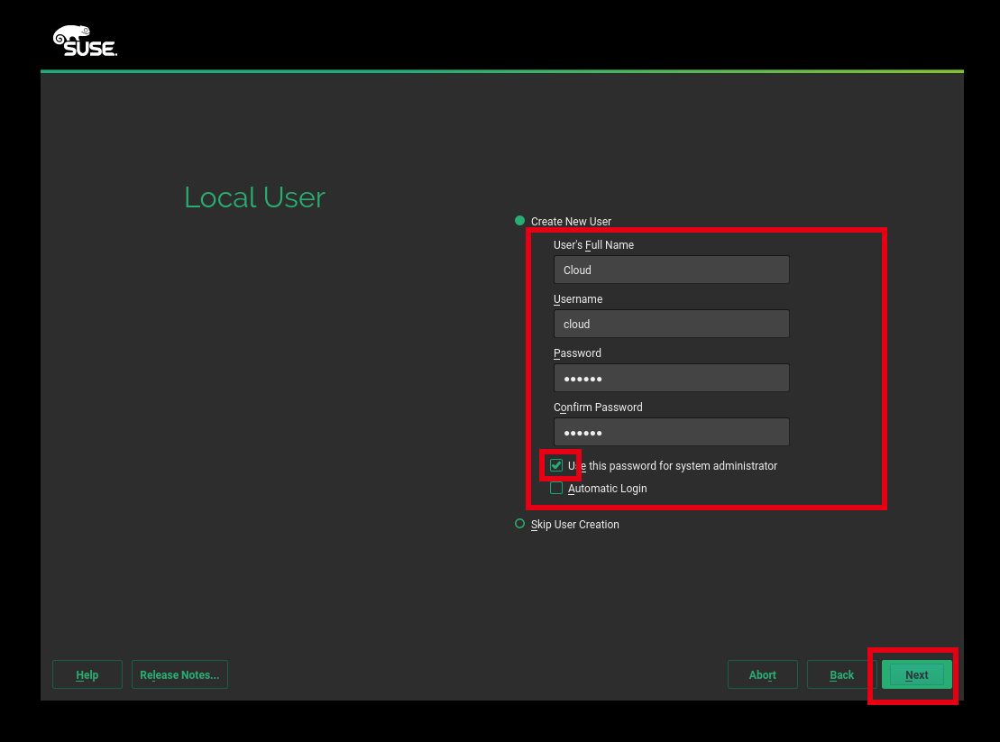 SUSE.
Local User
Create New User
User's Full Name
Cloud
Username
cloud
Password
●●●●●●
Confirm Password
●●●●●●
Use this password for system administrator
Automatic Login
Skip User Creation
Help
Release Notes...
Abort
Back
Next